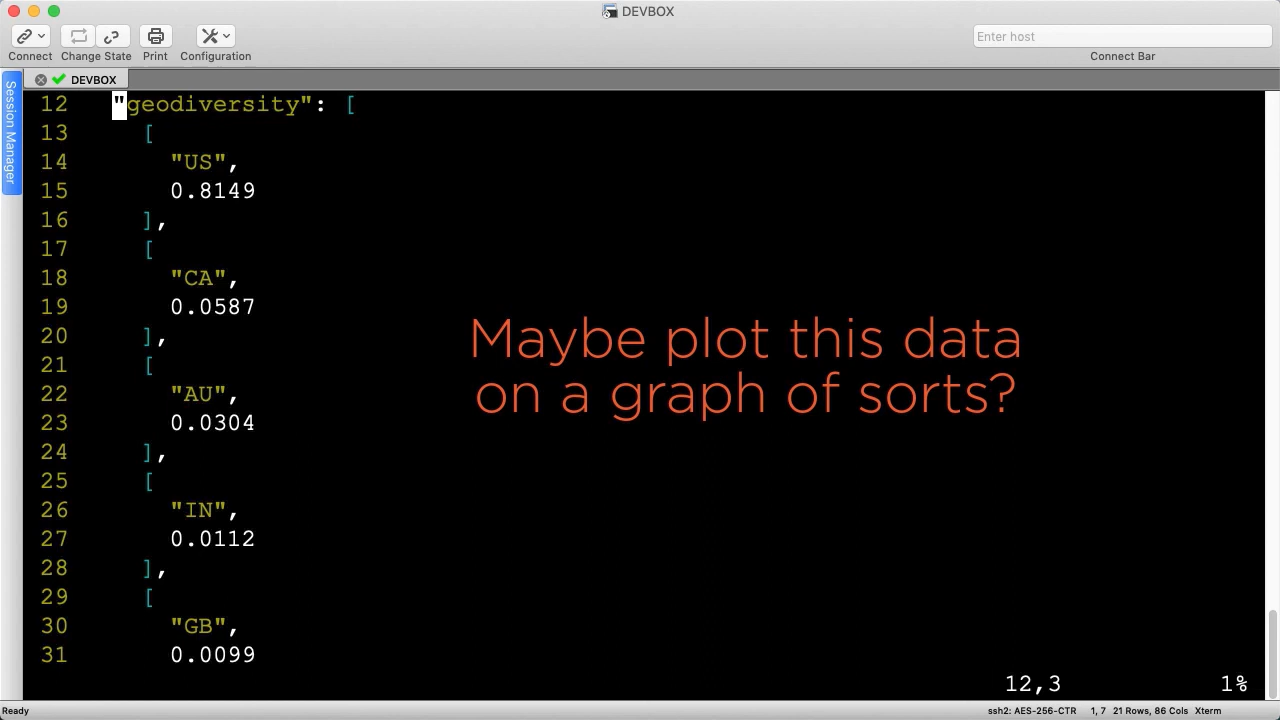 DEVBOX
Connect
Change State
Print
Configuration
Enter host
Connect Bar
Session Manager
DEVBOX
12 "geodiversity": [
13 [
14 "US",
15 0.8149
16 ],
17 [
18 "CA",
19 0.0587
20 ],
21 [
22 "AU",
23 0.0304
24 ],
25 [
26 "IN",
27 0.0112
28 ],
29 [
30 "GB",
31 0.0099
Maybe plot this data
on a graph of sorts?
12,3 1%
Ready
ssh2: AES-256-CTR 1, 7 21 Rows, 86 Cols Xterm